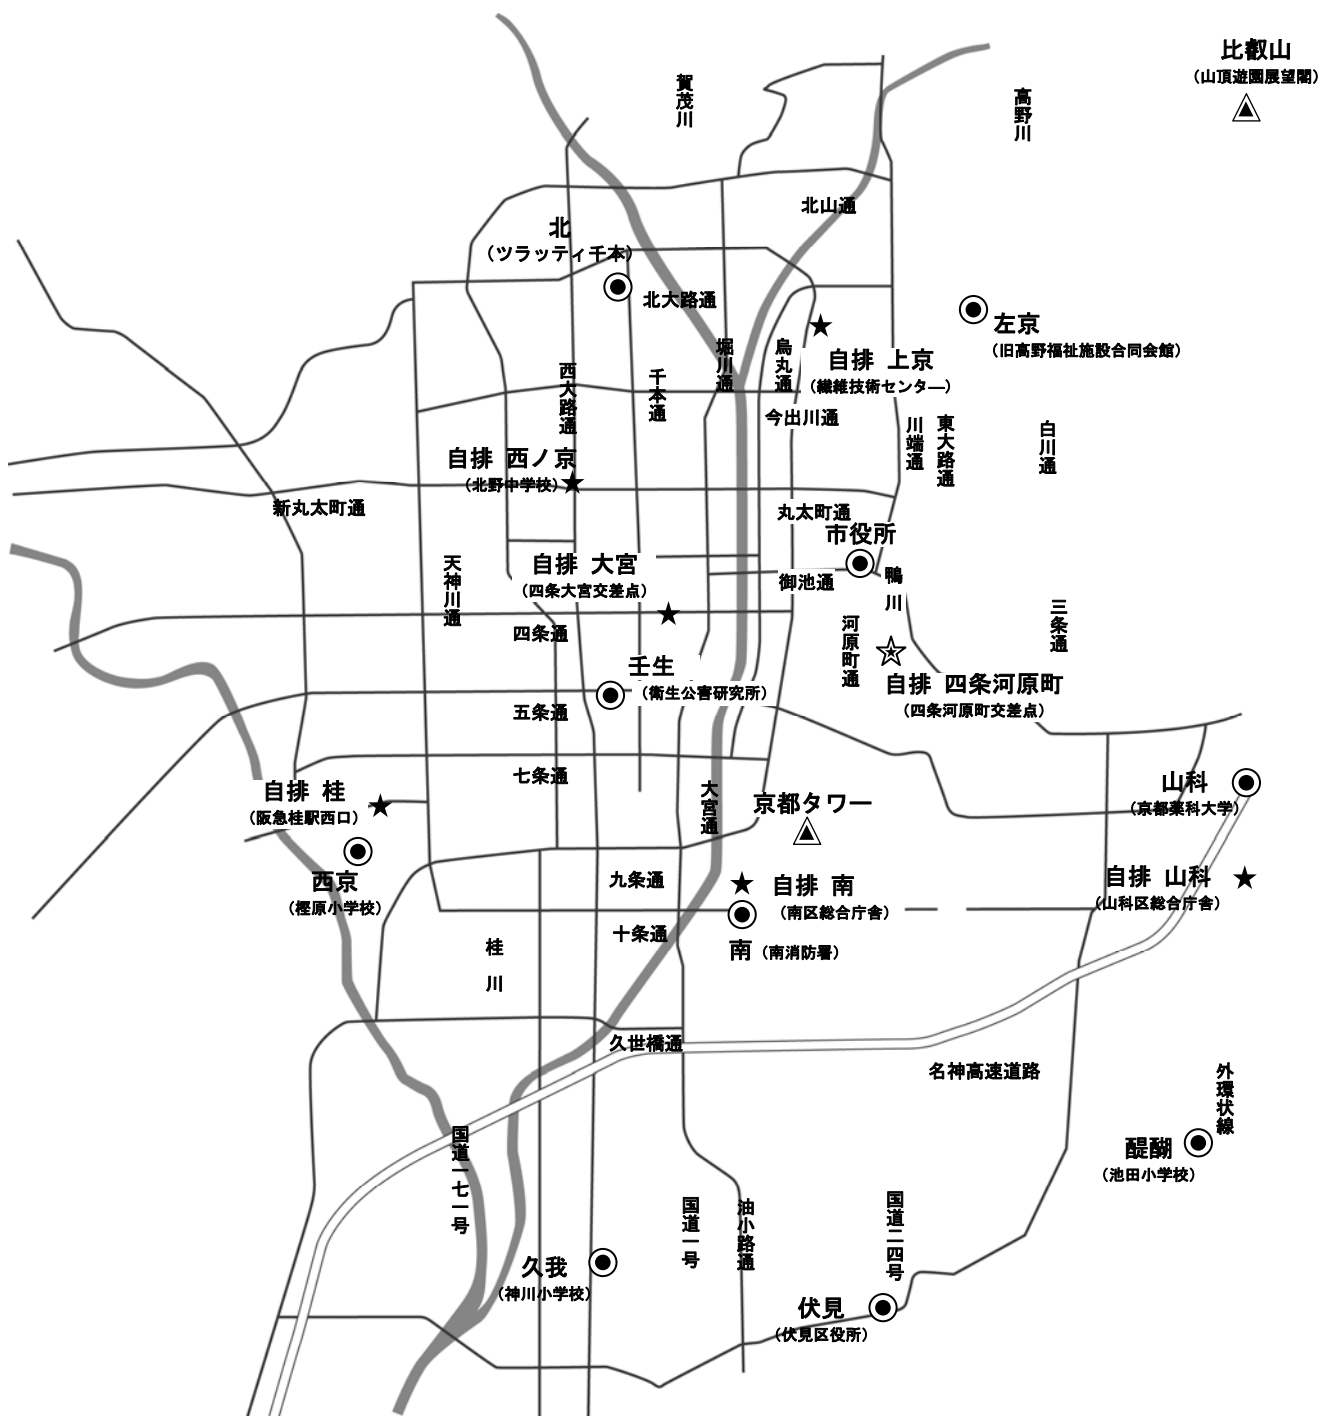 比叡山
（山頂遊園展望閣）
賀茂川
高野川
北山通
北
（ツラッティ千本）
北大路通
左京
（旧高野福祉施設合同会館）
堀川通
烏丸通
自排 上京
（繊維技術センター）
西大路通
千本通
今出川通
川端通
東大路通
白川通
自排 西ノ京
（北野中学校）
新丸太町通
丸太町通
市役所
天神川通
自排 大宮
（四条大宮交差点）
御池通
鴨川
四条通
河原町通
三条通
壬生
（衛生公害研究所）
自排 四条河原町
（四条河原町交差点）
五条通
七条通
自排 桂
（阪急桂駅西口）
大宮通
京都タワー
山科
（京都薬科大学）
西京
（樫原小学校）
九条通
自排 南
（南区総合庁舎）
自排 山科
（山科区総合庁舎）
十条通
南（南消防署）
桂川
久世橋通
名神高速道路
外環状線
国道一七一号
醍醐
（池田小学校）
国道一号
油小路通
国道二四号
久我
（神川小学校）
伏見
（伏見区役所）